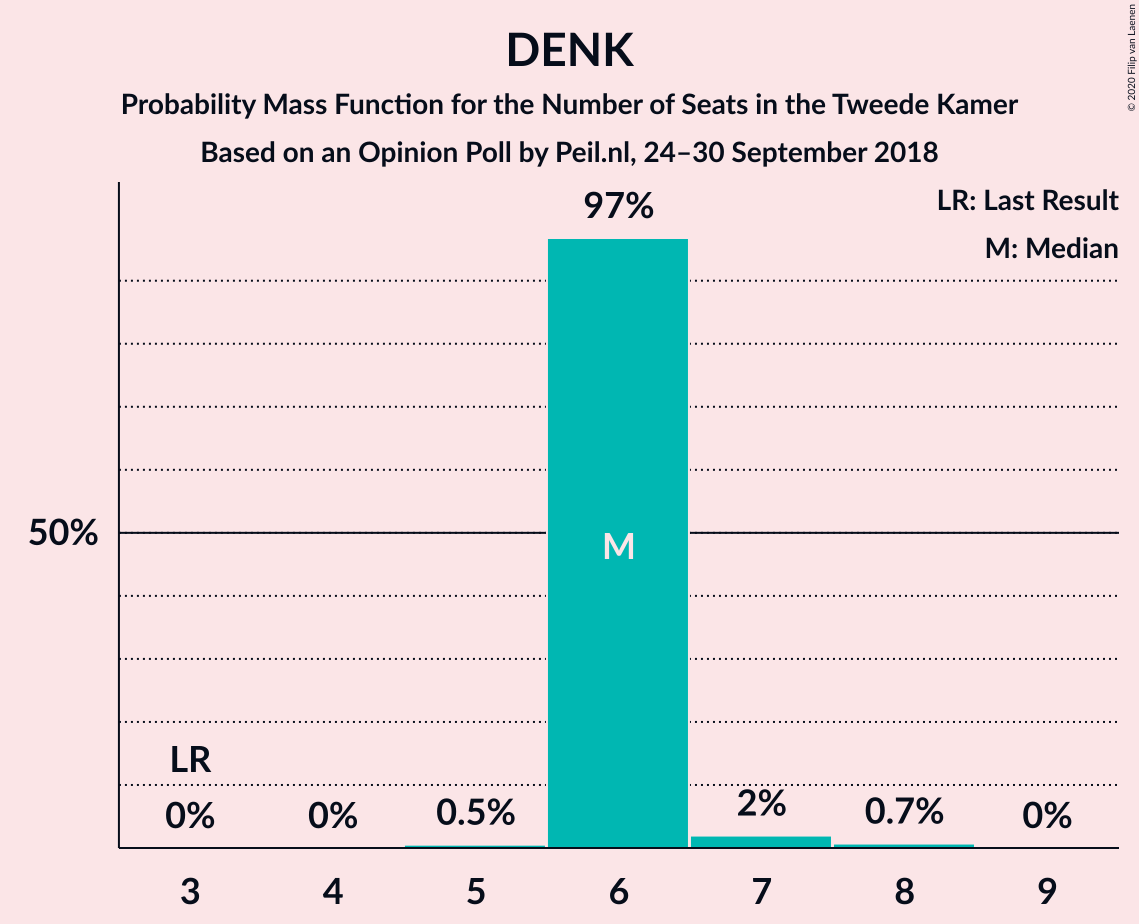 DENK
Probability Mass Function for the Number of Seats in the Tweede Kamer
Based on an Opinion Poll by Peil.nl, 24–30 September 2018
© 2020 Filip van Laenen
LR: Last Result
M: Median
97%
50%
M
LR
0%
0%
0.5%
2%
0.7%
0%
3
4
5
6
7
8
9